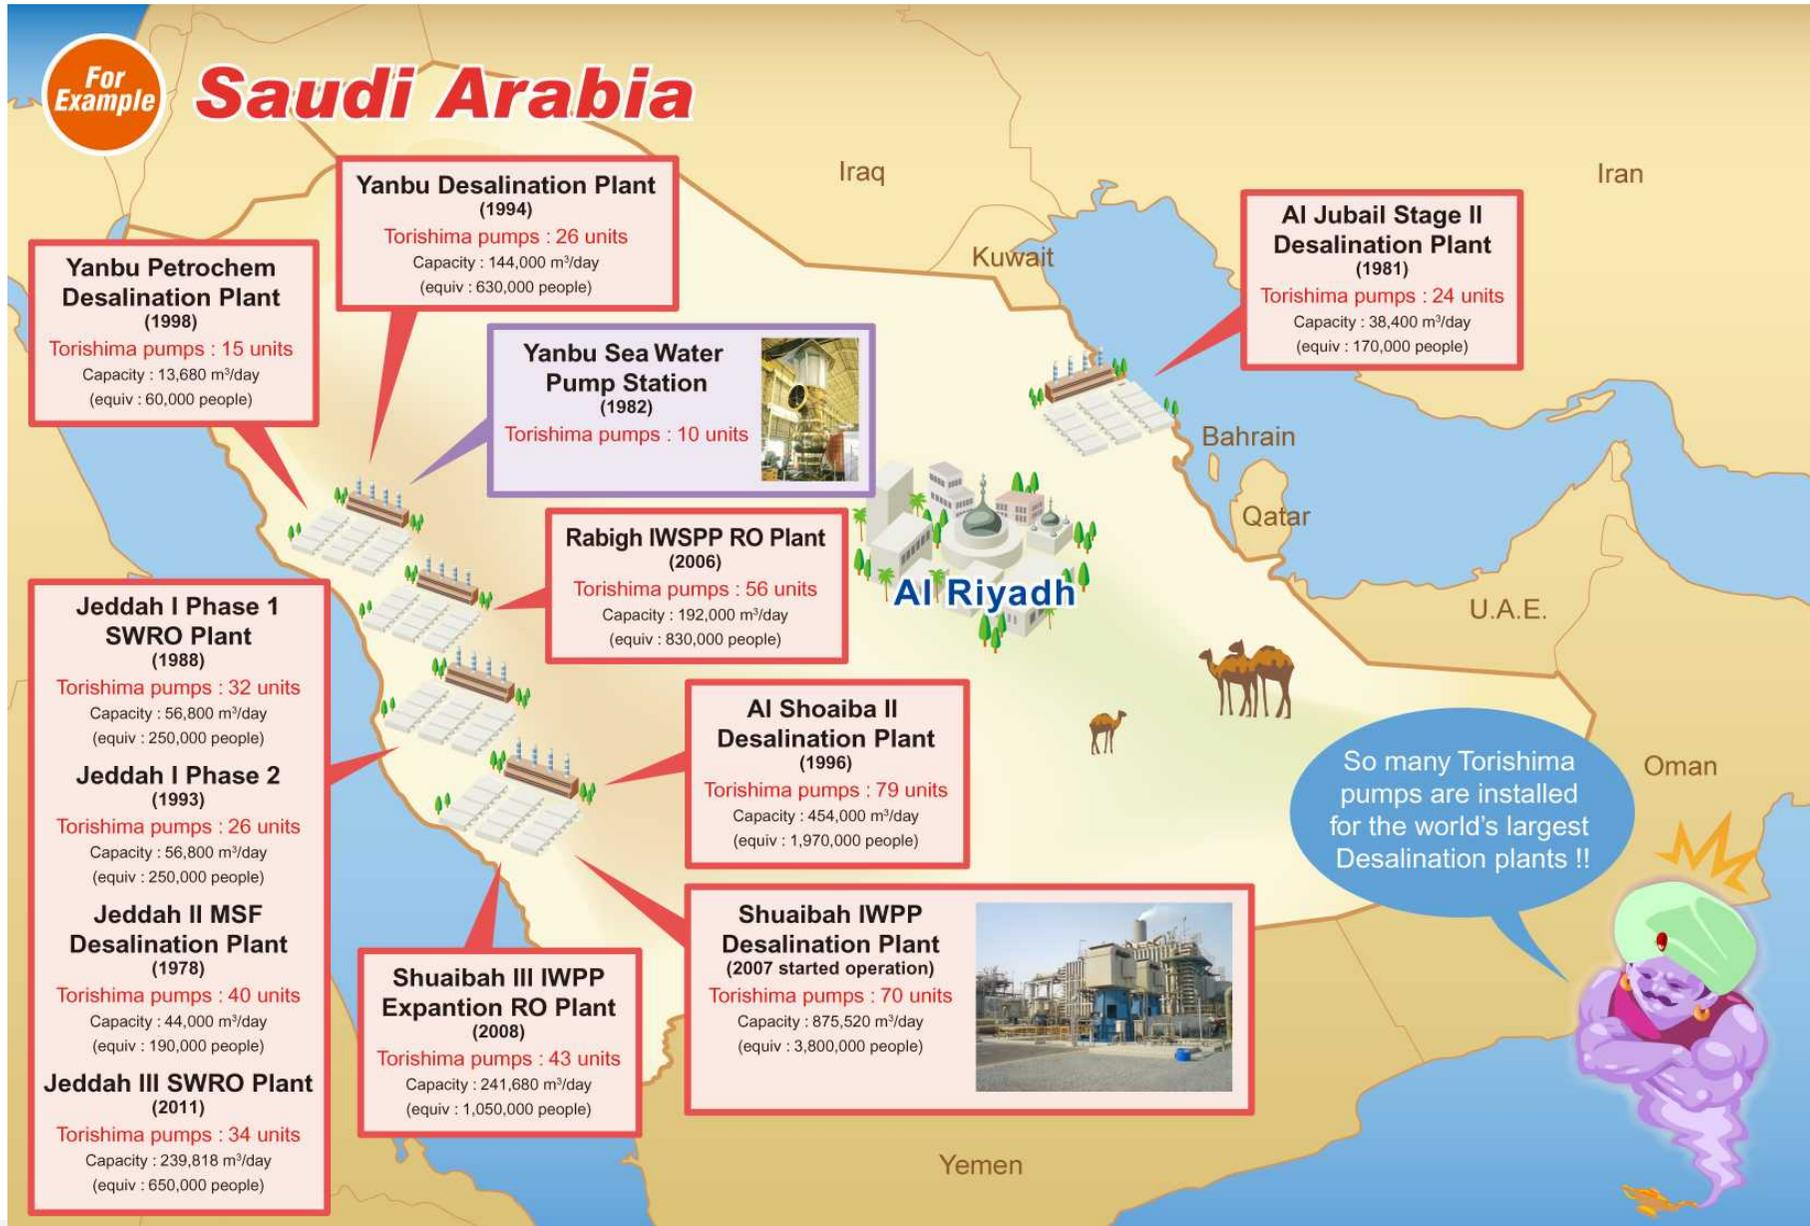 For
Example
Saudi Arabia
Iraq
Iran
Kuwait
Yanbu Desalination Plant
(1994)
Torishima pumps : 26 units
Capacity : 144,000 m³/day
(equiv : 630,000 people)
Al Jubail Stage II
Desalination Plant
(1981)
Torishima pumps : 24 units
Capacity : 38,400 m³/day
(equiv : 170,000 people)
Yanbu Petrochem
Desalination Plant
(1998)
Torishima pumps : 15 units
Capacity : 13,680 m³/day
(equiv : 60,000 people)
Yanbu Sea Water
Pump Station
(1982)
Torishima pumps : 10 units
Bahrain
Qatar
Rabigh IWSPP RO Plant
(2006)
Torishima pumps : 56 units
Capacity : 192,000 m³/day
(equiv : 830,000 people)
Al Riyadh
U.A.E.
Jeddah I Phase 1
SWRO Plant
(1988)
Torishima pumps : 32 units
Capacity : 56,800 m³/day
(equiv : 250,000 people)
Jeddah I Phase 2
(1993)
Torishima pumps : 26 units
Capacity : 56,800 m³/day
(equiv : 250,000 people)
Jeddah II MSF
Desalination Plant
(1978)
Torishima pumps : 40 units
Capacity : 44,000 m³/day
(equiv : 190,000 people)
Jeddah III SWRO Plant
(2011)
Torishima pumps : 34 units
Capacity : 239,818 m³/day
(equiv : 650,000 people)
Al Shoaiba II
Desalination Plant
(1996)
Torishima pumps : 79 units
Capacity : 454,000 m³/day
(equiv : 1,970,000 people)
Oman
So many Torishima
pumps are installed
for the world's largest
Desalination plants !!
Shuaibah III IWPP
Expantion RO Plant
(2008)
Torishima pumps : 43 units
Capacity : 241,680 m³/day
(equiv : 1,050,000 people)
Shuaibah IWPP
Desalination Plant
(2007 started operation)
Torishima pumps : 70 units
Capacity : 875,520 m³/day
(equiv : 3,800,000 people)
Yemen